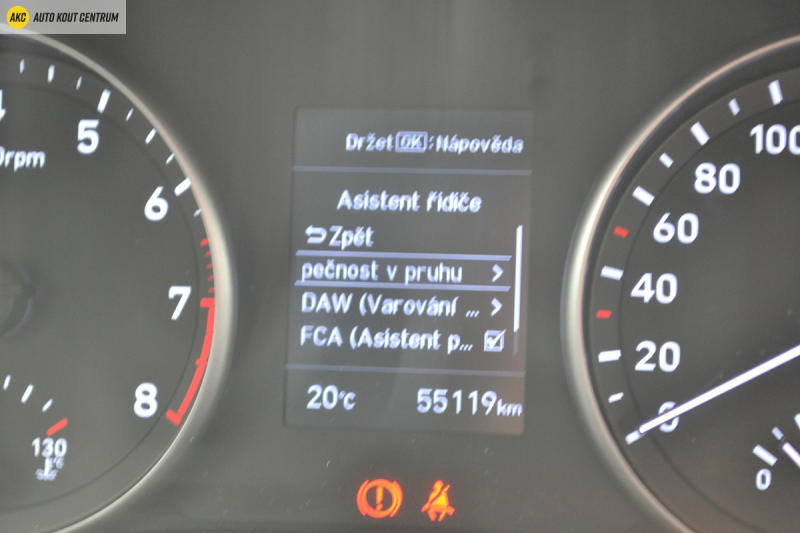 AKC AUTO KOUT CENTRUM
Držet OK: Nápověda
Asistent řidiče
Zpět
pečnost v pruhu
DAW (Varování ...
FCA (Asistent p...
20°C 55119km
5
6
7
8
130
100
80
60
40
20
0
0